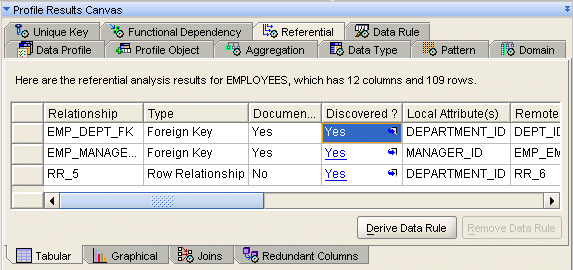 Profile Results Canvas
Unique Key Functional Dependency Referential Data Rule
Data Profile Profile Object Aggregation Data Type Pattern Domain
Here are the referential analysis results for EMPLOYEES, which has 12 columns and 109 rows.
Relationship Type Documen... Discovered ? Local Attribute(s) Remote
EMP_DEPT_FK Foreign Key Yes Yes DEPARTMENT_ID DEPT_ID
EMP_MANAGE... Foreign Key Yes Yes MANAGER_ID EMP_EM
RR_5 Row Relationship No Yes DEPARTMENT_ID RR_6
Derive Data Rule Remove Data Rule
Tabular Graphical Joins Redundant Columns